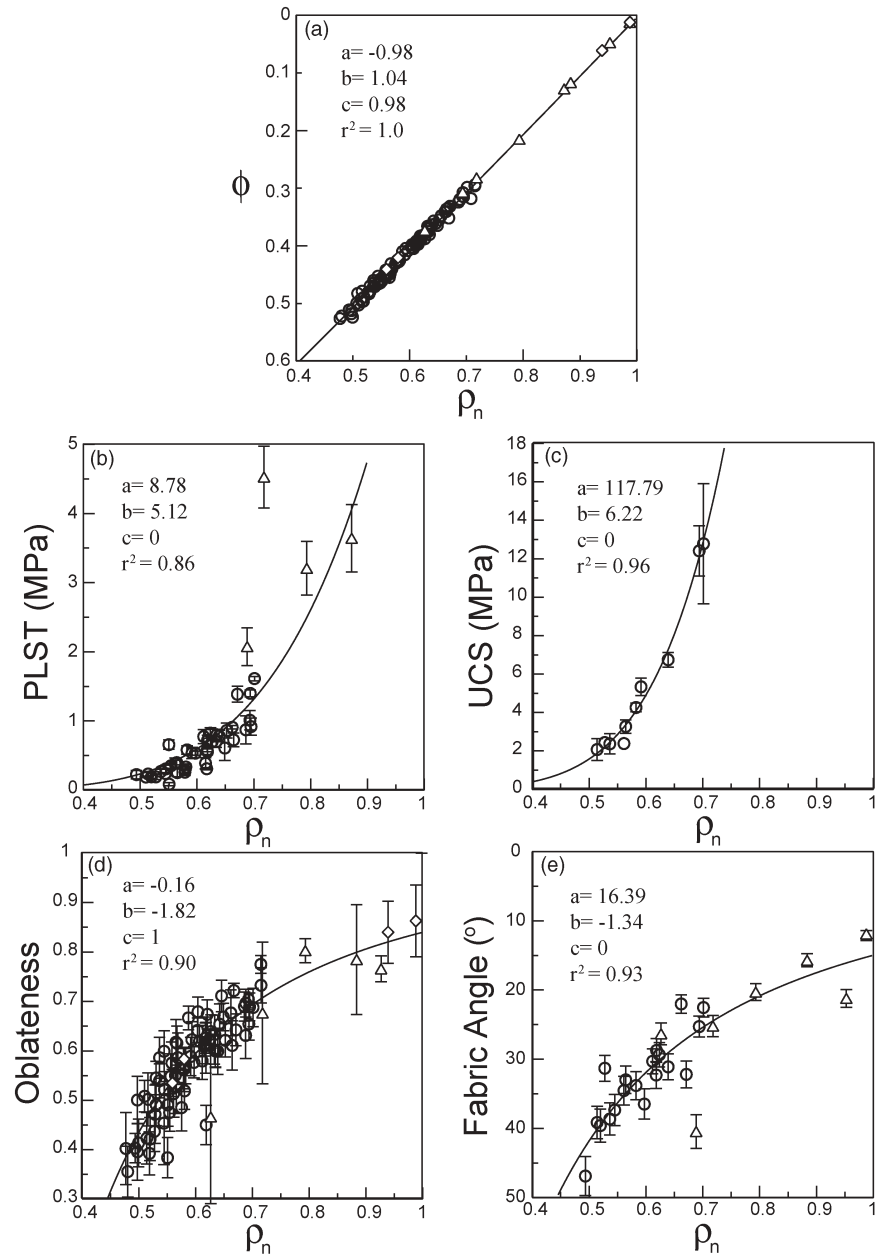 (a)
a= -0.98
b= 1.04
c= 0.98
r² = 1.0
0
0.1
0.2
0.3
0.4
0.5
0.6
ϕ
0.4 0.5 0.6 0.7 0.8 0.9 1
ρn
(b)
a= 8.78
b= 5.12
c= 0
r² = 0.86
5
4
3
2
1
0
PLST (MPa)
0.4 0.5 0.6 0.7 0.8 0.9 1
ρn
(c)
a= 117.79
b= 6.22
c= 0
r² = 0.96
18
16
14
12
10
8
6
4
2
0
UCS (MPa)
0.4 0.5 0.6 0.7 0.8 0.9 1
ρn
(d)
a= -0.16
b= -1.82
c= 1
r² = 0.90
1
0.9
0.8
0.7
0.6
0.5
0.4
0.3
Oblateness
0.4 0.5 0.6 0.7 0.8 0.9 1
ρn
(e)
a= 16.39
b= -1.34
c= 0
r² = 0.93
0
10
20
30
40
50
Fabric Angle (°)
0.4 0.5 0.6 0.7 0.8 0.9 1
ρn